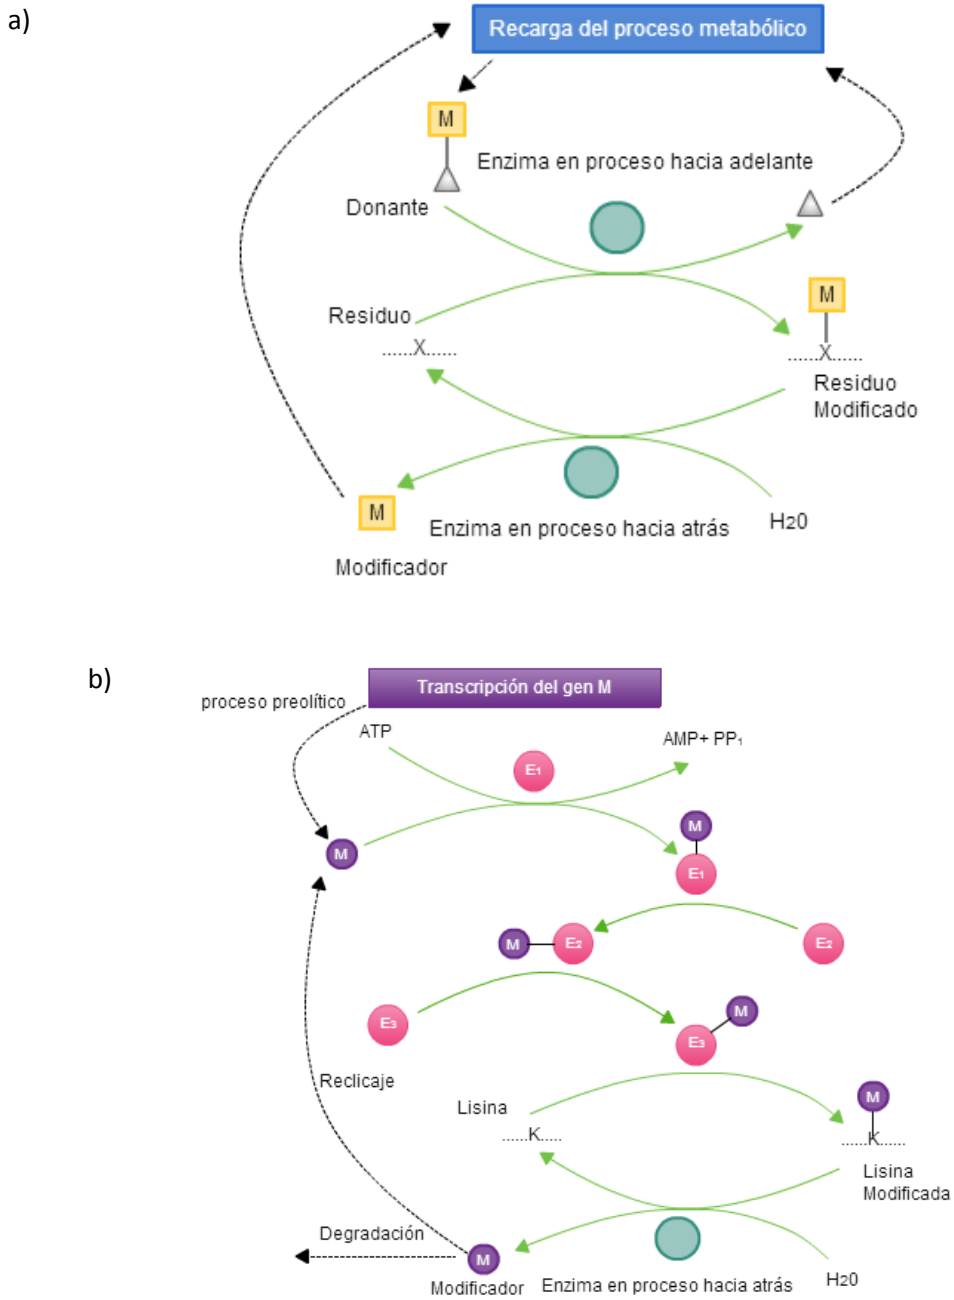 a)
Recarga del proceso metabólico
M
Enzima en proceso hacia adelante
Donante
M
Residuo
......X......
......X......
Residuo
Modificado
M
Enzima en proceso hacia atrás
H20
Modificador
b)
Transcripción del gen M
proceso preolítico
ATP
AMP+ PP1
E1
M
M
E1
M
E2
E2
M
E3
E3
Reclicaje
M
Lisina
......K.....
......K......
Lisina
Modificada
Degradación
M
Modificador
Enzima en proceso hacia atrás
H20